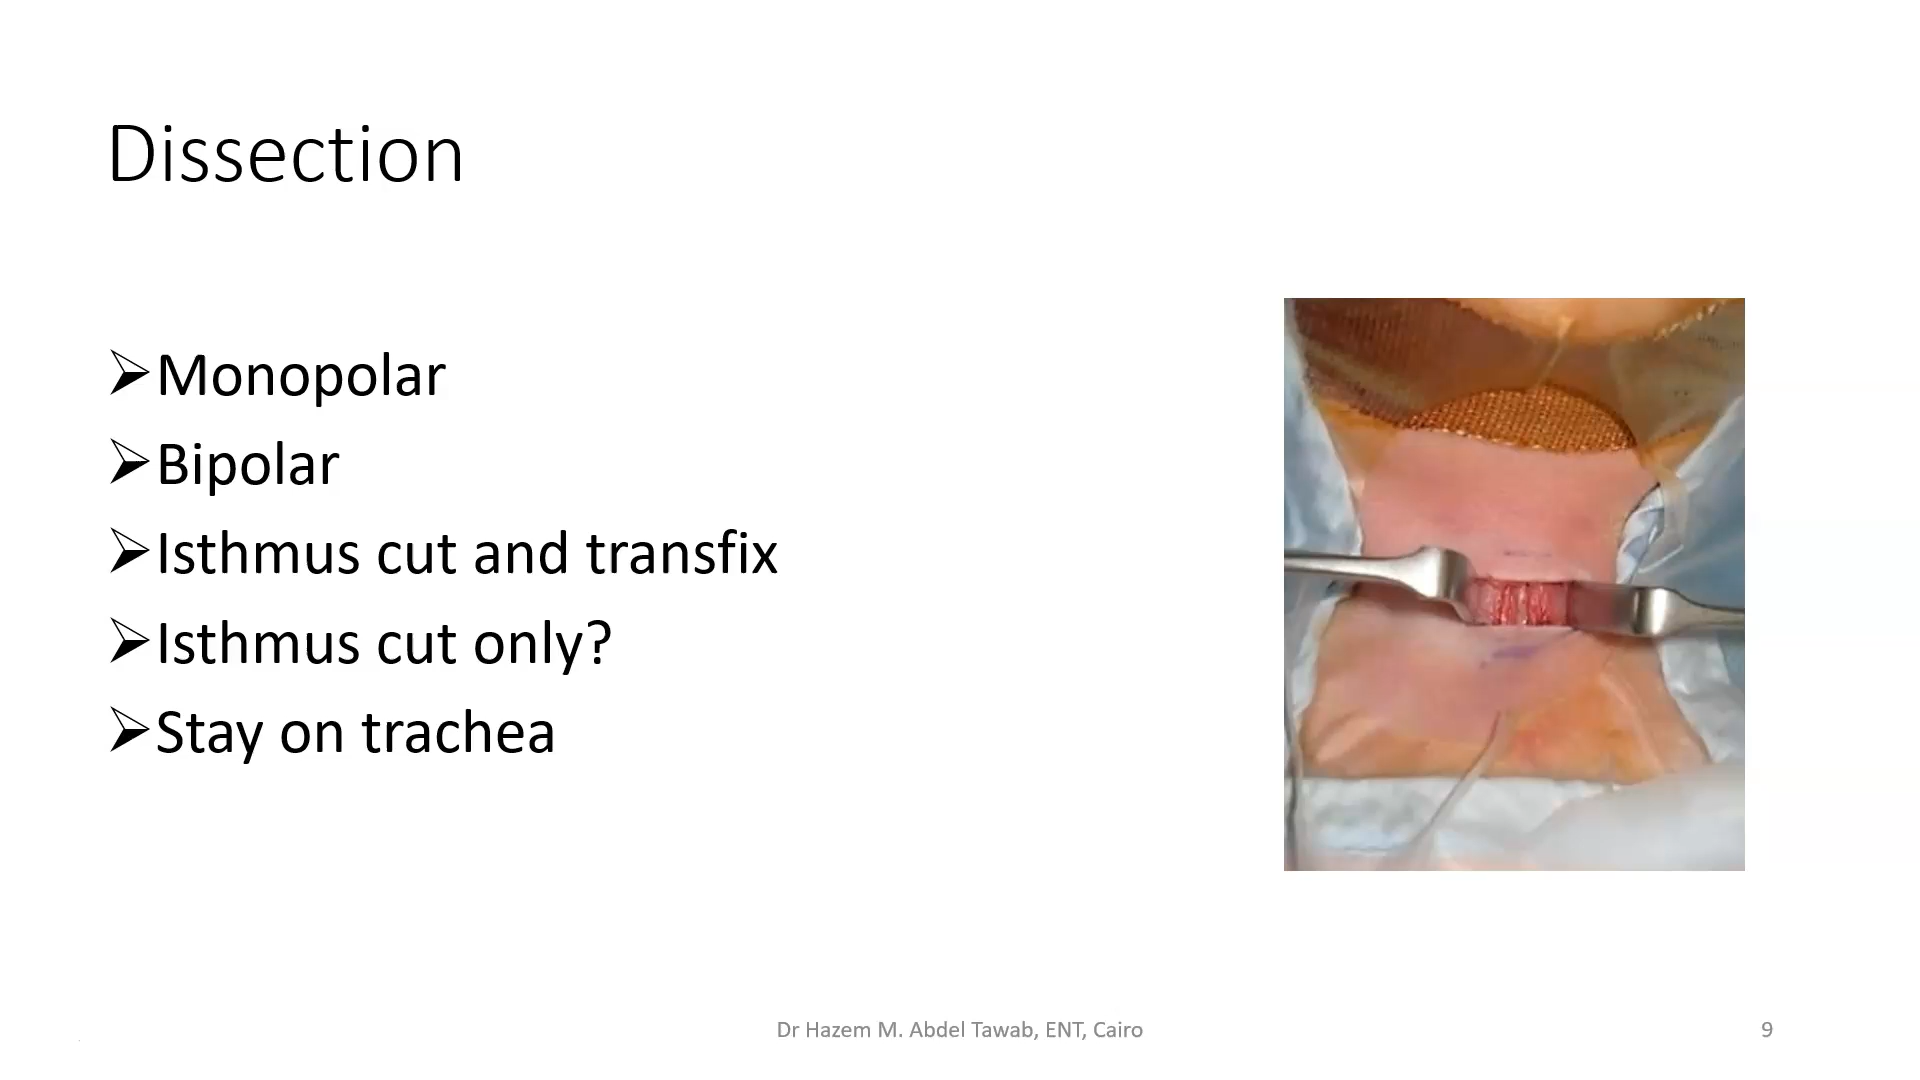 Dissection
➢Monopolar
➢Bipolar
➢Isthmus cut and transfix
➢Isthmus cut only?
➢Stay on trachea
Dr Hazem M. Abdel Tawab, ENT, Cairo
9